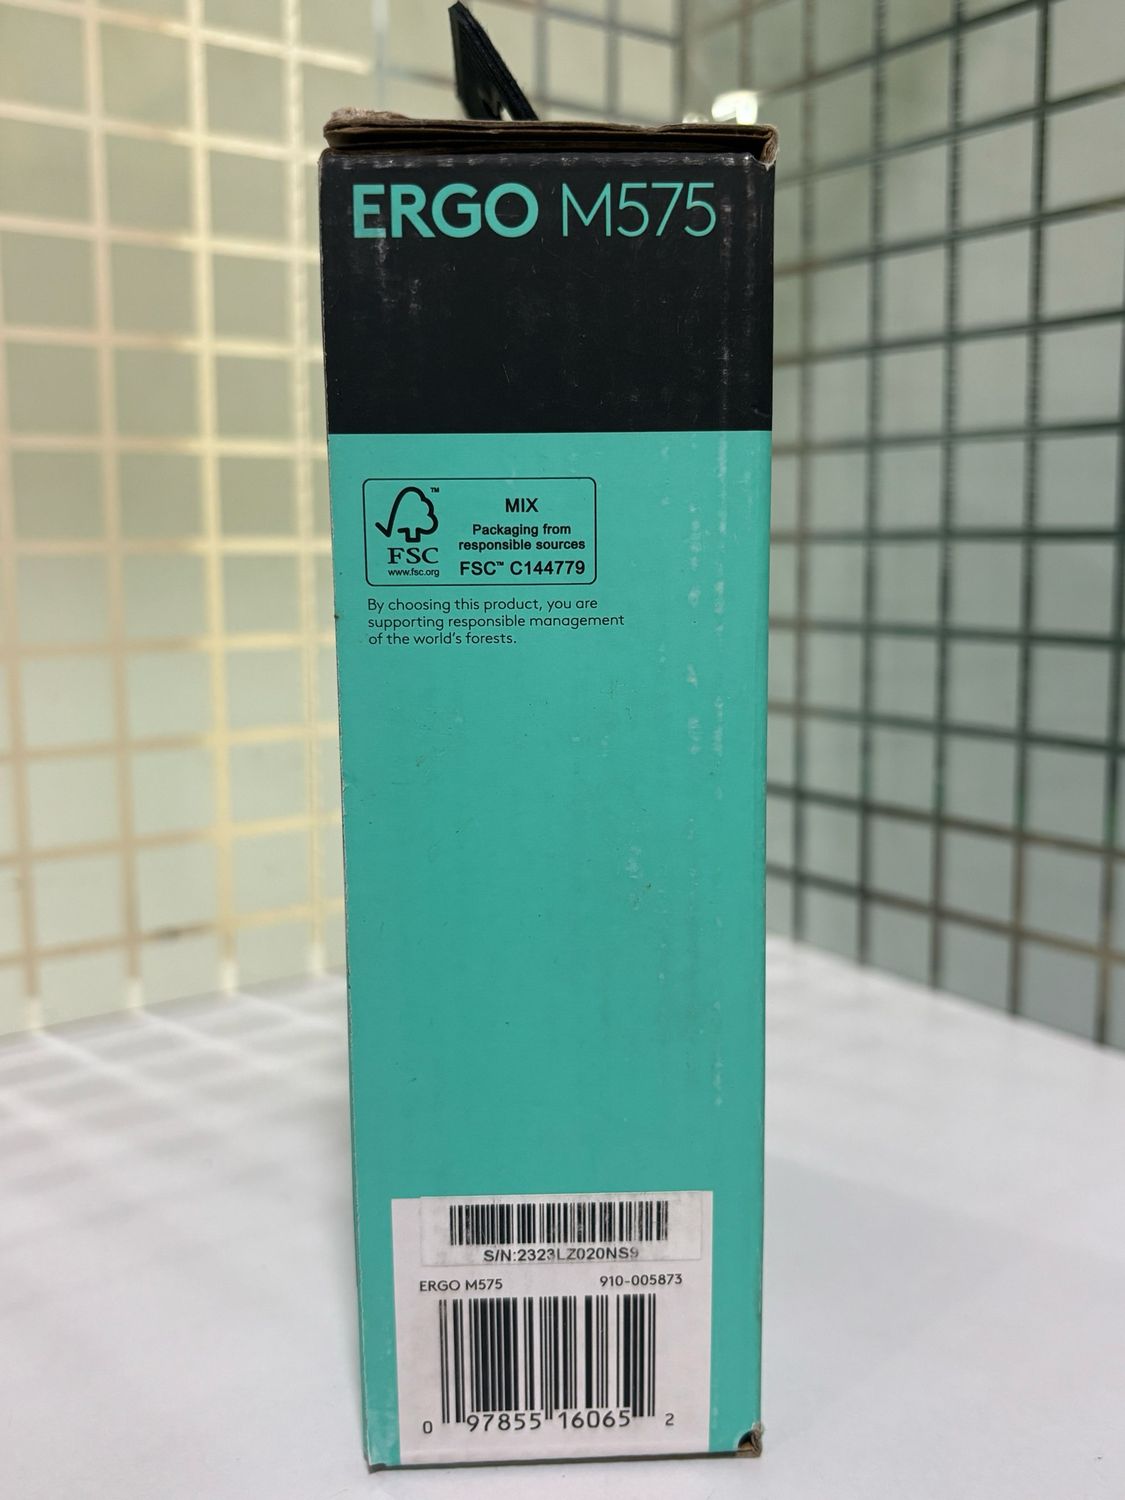 ERGO M575
MIX
Packaging from
responsible sources
FSC™ C144779
™
FSC
www.fsc.org
By choosing this product, you are
supporting responsible management
of the world's forests.
S/N:2323LZ020NS9
ERGO M575 910-005873
0 97855 16065 2